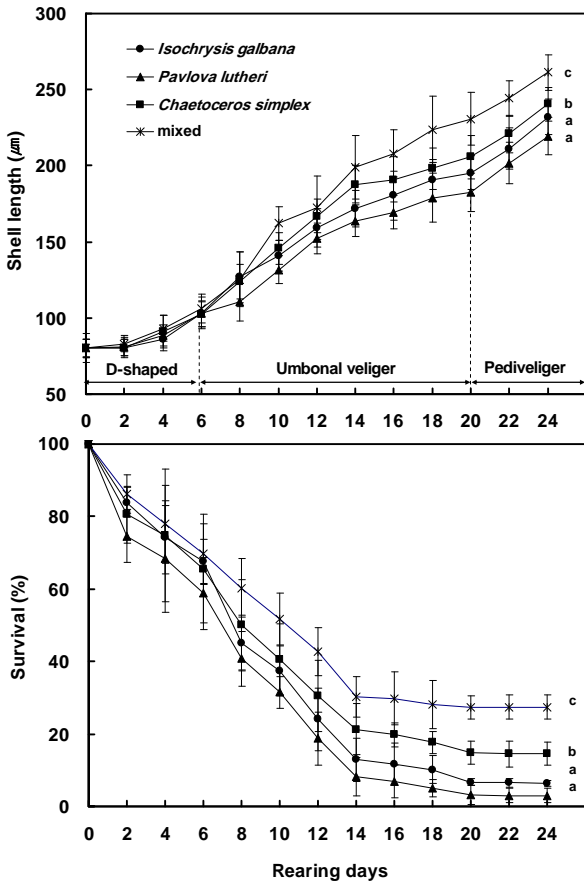 300
250
200
150
100
50
Shell length (㎛)
Isochrysis galbana
Pavlova lutheri
Chaetoceros simplex
mixed
c
b
a
a
D-shaped
Umbonal veliger
Pediveliger
0 2 4 6 8 10 12 14 16 18 20 22 24
100
80
60
40
20
0
Survival (%)
c
b
a
a
0 2 4 6 8 10 12 14 16 18 20 22 24
Rearing days